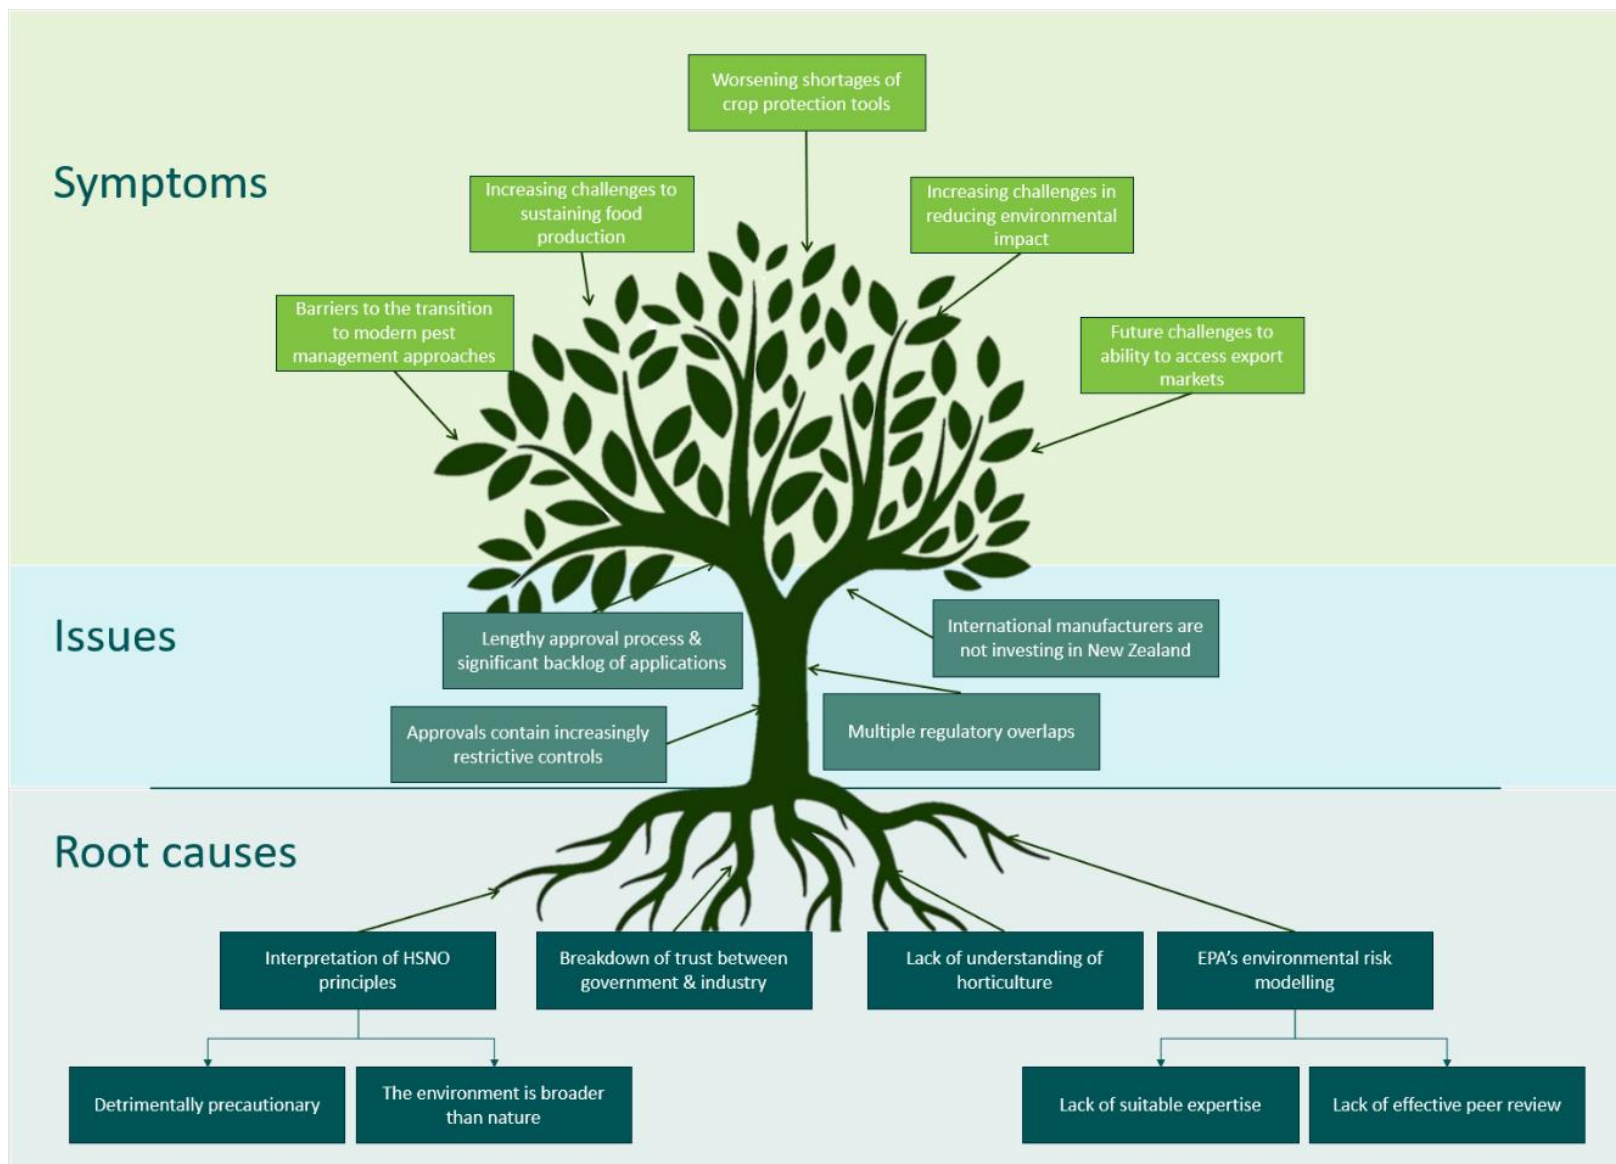 Symptoms
Worsening shortages of
crop protection tools
Increasing challenges to
sustaining food
production
Increasing challenges in
reducing environmental
impact
Barriers to the transition
to modern pest
management approaches
Future challenges to
ability to access export
markets
Issues
Lengthy approval process &
significant backlog of applications
International manufacturers are
not investing in New Zealand
Approvals contain increasingly
restrictive controls
Multiple regulatory overlaps
Root causes
Interpretation of HSNO
principles
Breakdown of trust between
government & industry
Lack of understanding of
horticulture
EPA’s environmental risk
modelling
Detrimentally precautionary
The environment is broader
than nature
Lack of suitable expertise
Lack of effective peer review